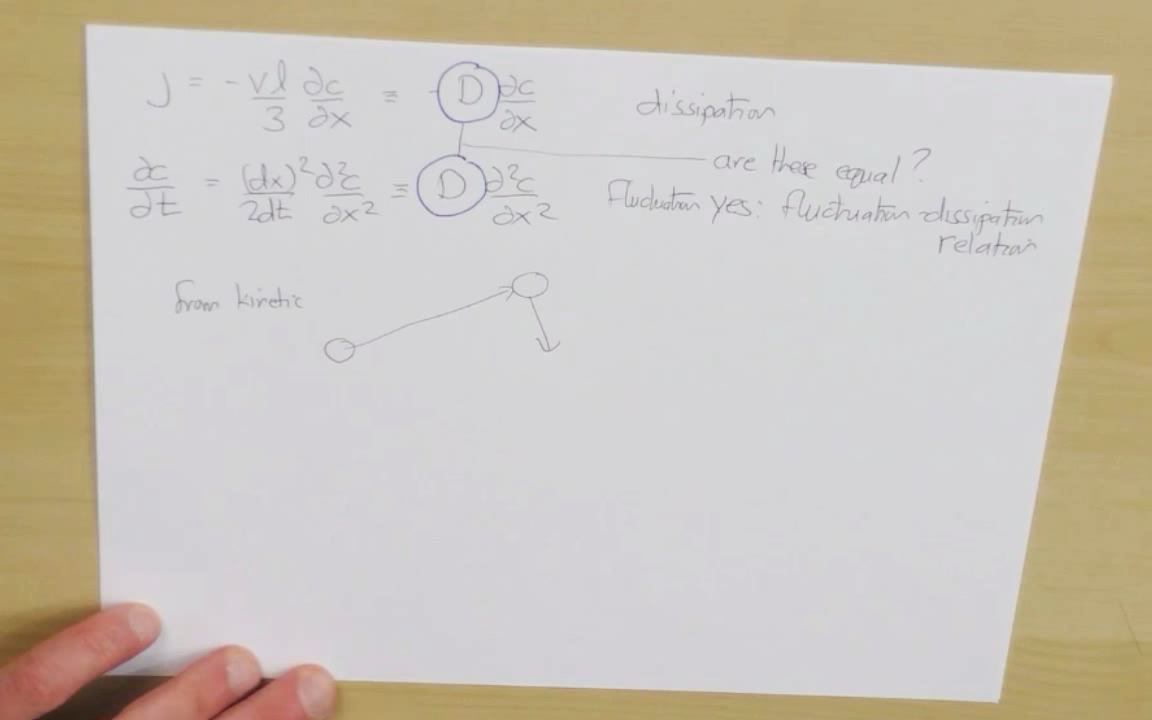 J = -vl/3 ∂c/∂x ≡ -D ∂c/∂x dissipation
are these equal?
∂c/∂t = (dx)²/2dt ∂²c/∂x² ≡ D ∂²c/∂x² Fluctuation yes: fluctuation-dissipation
relation
from kinetic